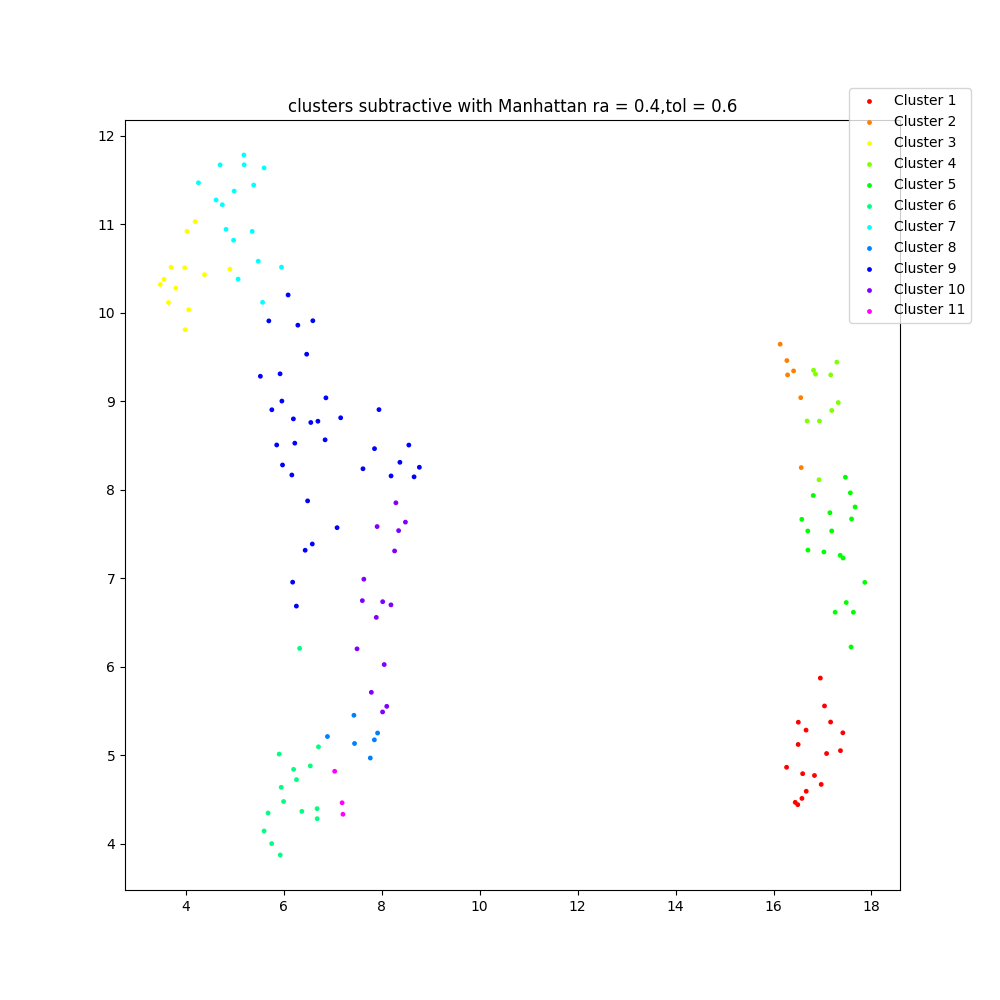 clusters subtractive with Manhattan ra = 0.4,tol = 0.6
Cluster 1
Cluster 2
Cluster 3
Cluster 4
Cluster 5
Cluster 6
Cluster 7
Cluster 8
Cluster 9
Cluster 10
Cluster 11
12
11
10
9
8
7
6
5
4
4 6 8 10 12 14 16 18